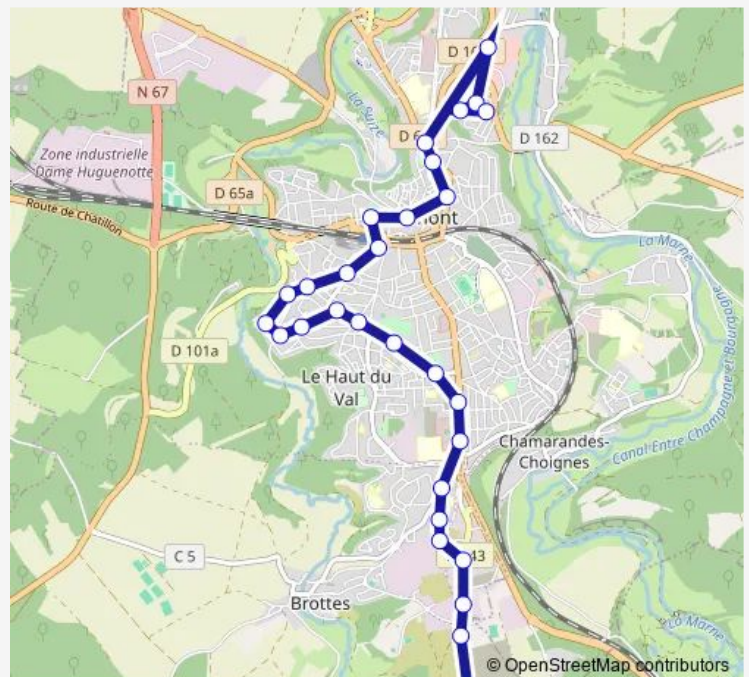 D 16
N 67
La Suize
D 6
D 162
Zone industrielle
Dame Huguenotte
D 65a
Route de Châtillon
mont
La Marne
D 101a
Le Haut du
Val
Canal Entre Champagne et Bourgogne
Chamarandes-
Choignes
C 5
43
Brottes
La Marne
© OpenStreetMap contributors